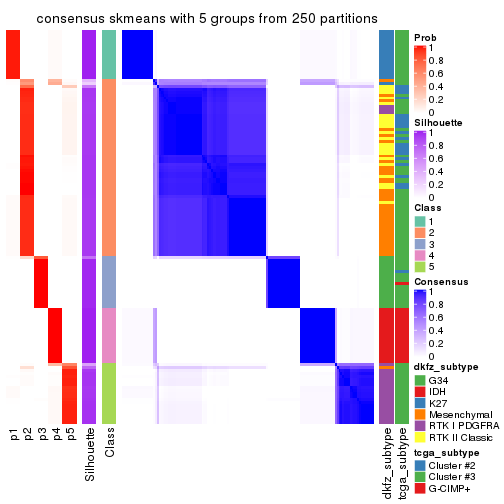 consensus skmeans with 5 groups from 250 partitions
Prob
1
0.8
0.6
0.4
0.2
0
Silhouette
1
0.8
0.6
0.4
0.2
0
Class
1
2
3
4
5
Consensus
1
0.8
0.6
0.4
0.2
0
dkfz_subtype
G34
IDH
K27
Mesenchymal
RTK I PDGFRA
RTK II Classic
tcga_subtype
Cluster #2
Cluster #3
G-CIMP+
p1
p2
p3
p4
p5
Silhouette
Class
dkfz_subtype
tcga_subtype